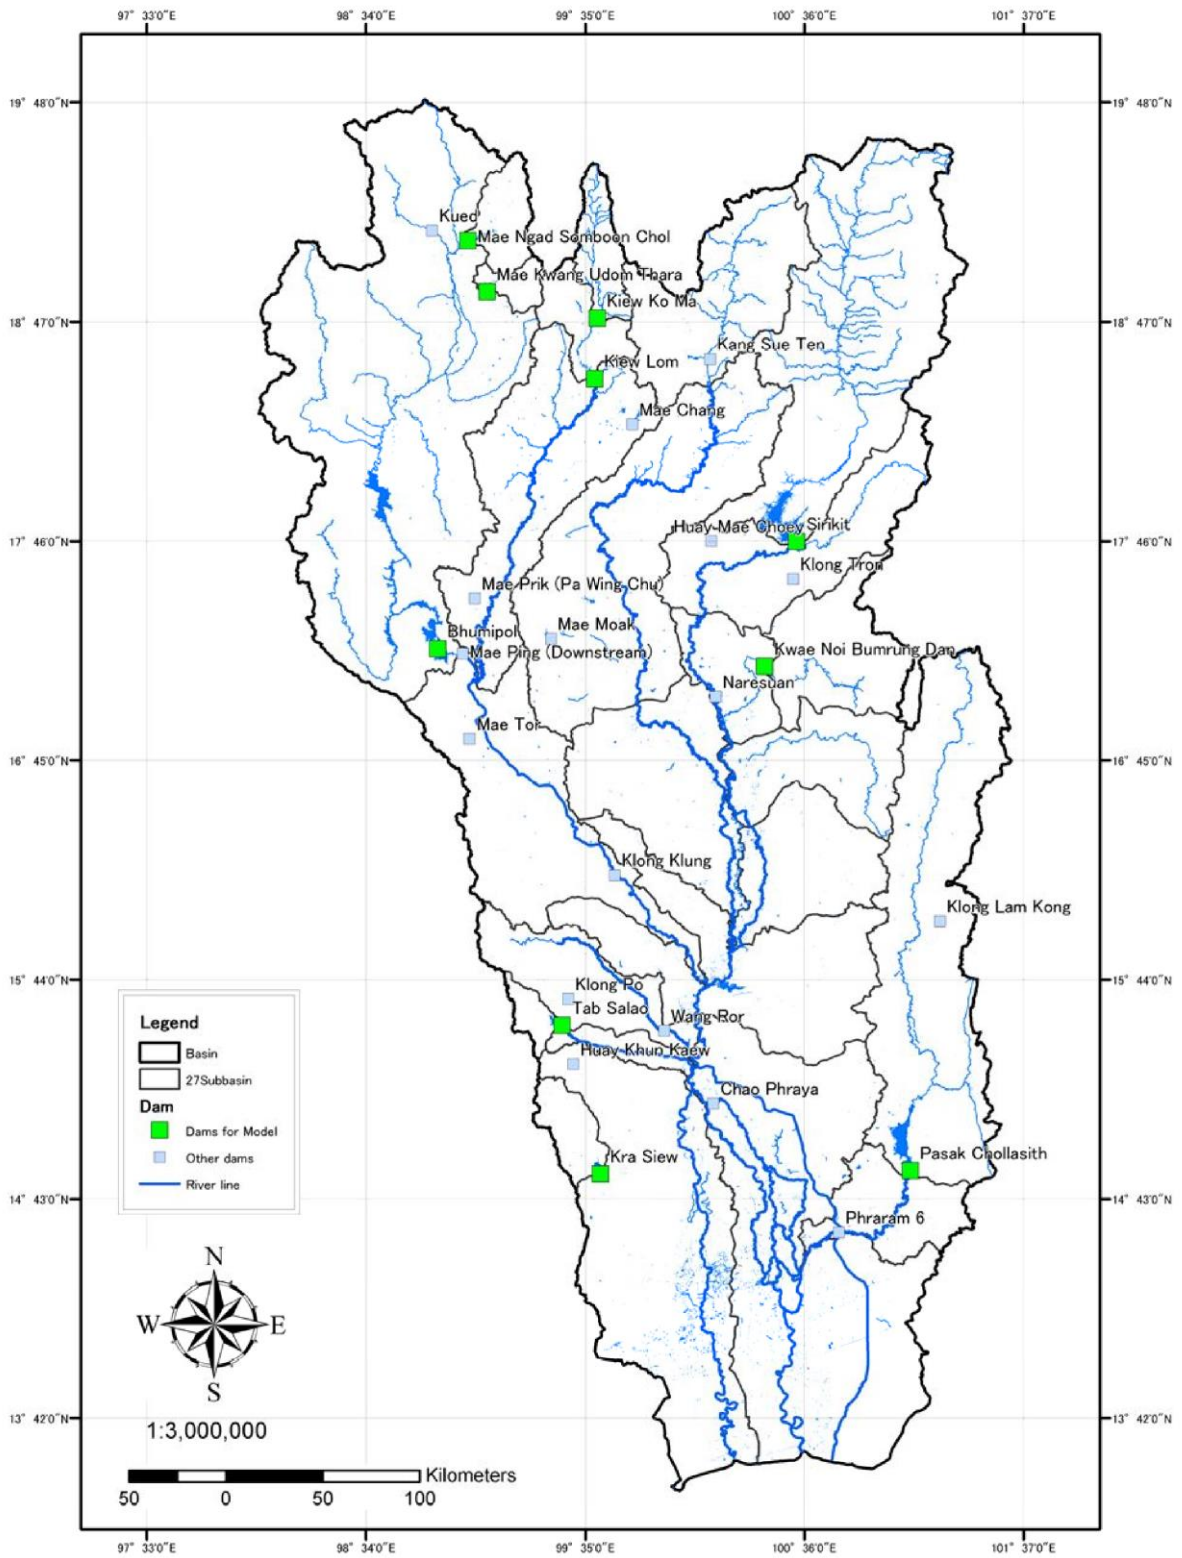 97° 33'0"E 98° 34'0"E 99° 35'0"E 100° 36'0"E 101° 37'0"E
19° 48'0"N 19° 48'0"N
Kued
Mae Ngad Somboon Chol
Mae Kwang Udom Thara
Kiew Ko Ma
18° 47'0"N 18° 47'0"N
Kang Sue Ten
Kiew Lom
Mae Chang
Huay Mae Choey Sirikit
17° 46'0"N 17° 46'0"N
Klong Tron
Mae Prik (Pa Wing Chu)
Mae Moak
Bhumipol
Mae Ping (Downstream)
Kwae Noi Bumrung Dan
Naresuan
Mae Tor
16° 45'0"N 16° 45'0"N
Klong Klung
Klong Lam Kong
15° 44'0"N 15° 44'0"N
Klong Po
Tab Salao
Wang Ror
Huay Khun Kaew
Chao Phraya
Pasak Chollasith
Kra Siew
14° 43'0"N 14° 43'0"N
Phraram 6
Legend
Basin
27Subbasin
Dam
Dams for Model
Other dams
River line
N
W E
S
13° 42'0"N 13° 42'0"N
1:3,000,000
Kilometers
50 0 50 100
97° 33'0"E 98° 34'0"E 99° 35'0"E 100° 36'0"E 101° 37'0"E